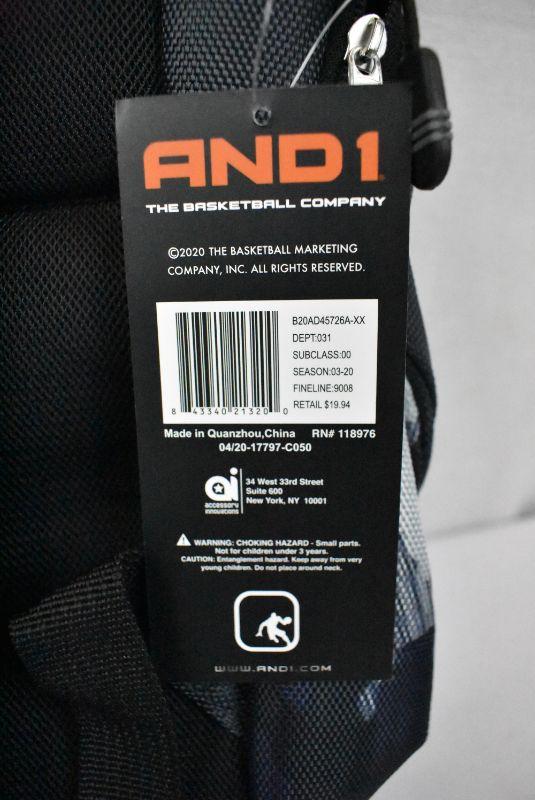 AND1
THE BASKETBALL COMPANY
©2020 THE BASKETBALL MARKETING
COMPANY, INC. ALL RIGHTS RESERVED.
B20AD45726A-XX
DEPT:031
SUBCLASS:00
SEASON:03-20
FINELINE:9008
RETAIL $19.94
8 43340 21320 0
Made in Quanzhou,China RN# 118976
04/20-17797-C050
ai
accessory
innovations
34 West 33rd Street
Suite 600
New York, NY 10001
WARNING: CHOKING HAZARD - Small parts.
Not for children under 3 years.
CAUTION: Entanglement hazard. Keep away from very
young children. Do not place around neck.
WWW.AND1.COM